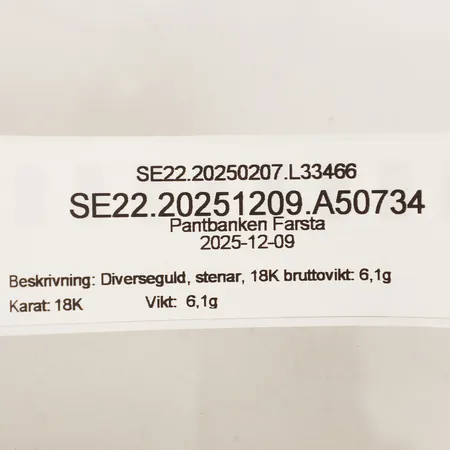 SE22.20250207.L33466
SE22.20251209.A50734
Pantbanken Farsta
2025-12-09
Beskrivning: Diverseguld, stenar, 18K bruttovikt: 6,1g
Karat: 18K Vikt: 6,1g